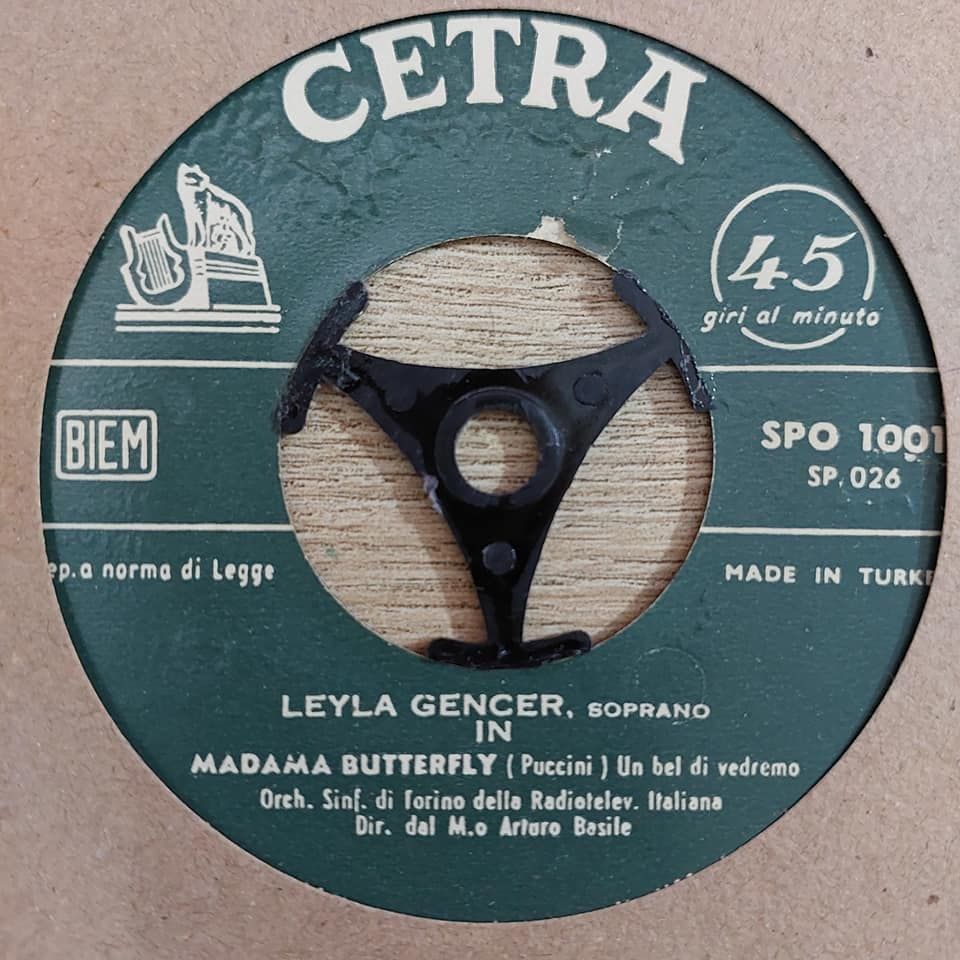 CETRA
45
giri al minuto
BIEM
SPO 1001
SP. 026
ep. a norma di Legge
MADE IN TURKE
LEYLA GENCER, SOPRANO
IN
MADAMA BUTTERFLY ( Puccini ) Un bel di vedremo
Orch. Sinf. di Torino della Radiotelev. Italiana
Dir. dal M.o Arturo Basile